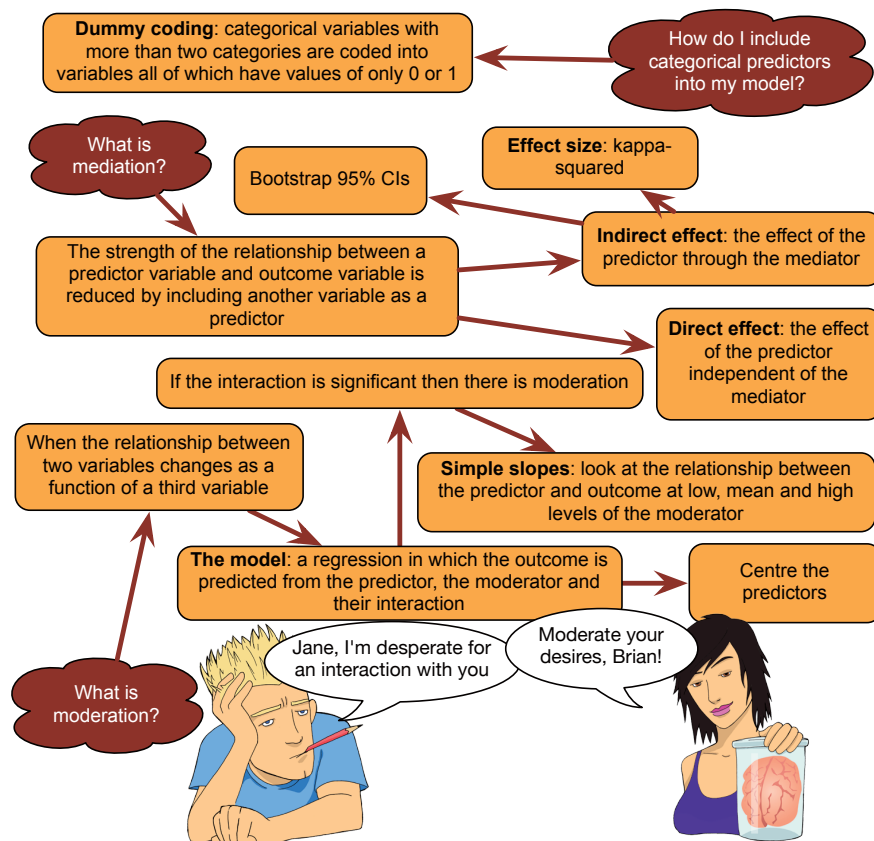 Dummy coding: categorical variables with
more than two categories are coded into
variables all of which have values of only 0 or 1
How do I include
categorical predictors
into my model?
What is
mediation?
Bootstrap 95% CIs
Effect size: kappa-
squared
The strength of the relationship between a
predictor variable and outcome variable is
reduced by including another variable as a
predictor
Indirect effect: the effect of the
predictor through the mediator
Direct effect: the effect
of the predictor
independent of the
mediator
If the interaction is significant then there is moderation
When the relationship between
two variables changes as a
function of a third variable
Simple slopes: look at the relationship between
the predictor and outcome at low, mean and high
levels of the moderator
The model: a regression in which the outcome is
predicted from the predictor, the moderator and
their interaction
Centre the
predictors
What is
moderation?
Jane, I'm desperate for
an interaction with you
Moderate your
desires, Brian!